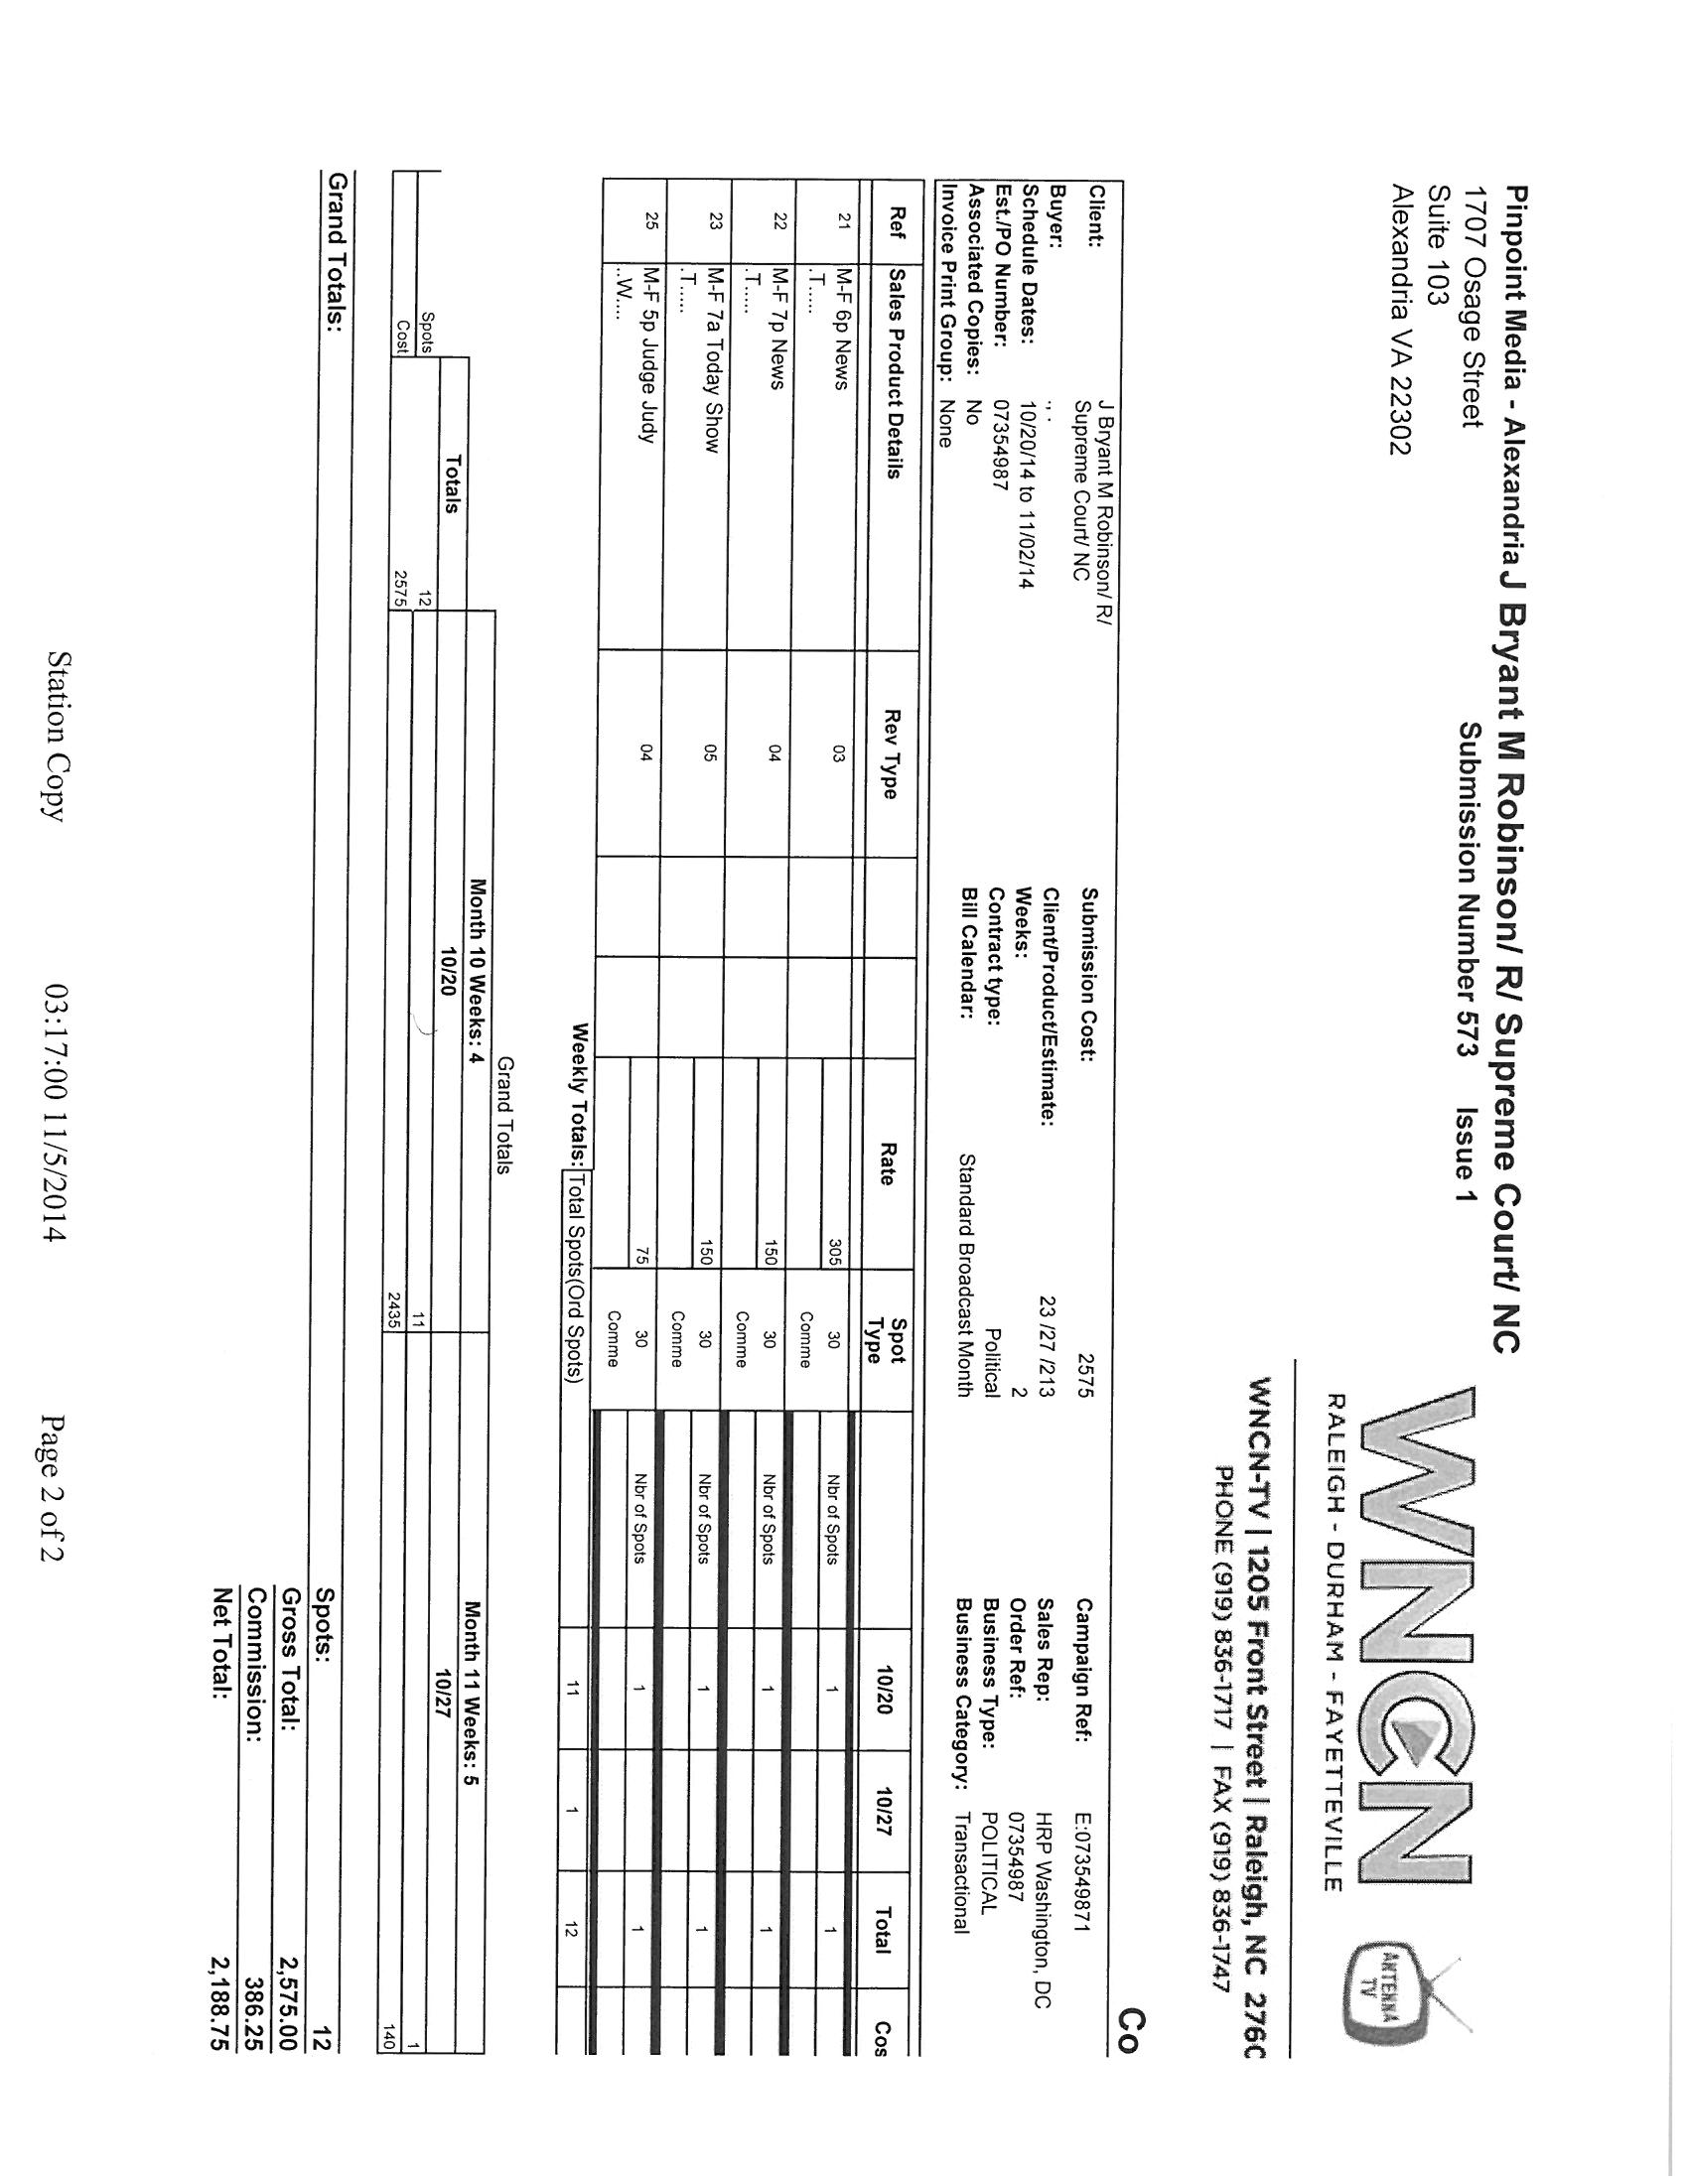 Pinpoint Media - Alexandria J Bryant M Robinson/ R/ Supreme Court/ NC
1707 Osage Street
Suite 103
Alexandria VA 22302
Submission Number 573 Issue 1
WNCN
RALEIGH - DURHAM - FAYETTEVILLE
ANTENNA
TV
WNCN-TV | 1205 Front Street | Raleigh, NC 276
PHONE (919) 836-1717 | FAX (919) 836-1747
Co
Client: J Bryant M Robinson/ R/
Supreme Court/ NC
Buyer: ., .
Schedule Dates: 10/20/14 to 11/02/14
Est./PO Number: 07354987
Associated Copies: No
Invoice Print Group: None
Submission Cost: 2575
Client/Product/Estimate: 23 /27 /213
Weeks: 2
Contract type: Political
Bill Calendar: Standard Broadcast Month
Campaign Ref: E:073549871
Sales Rep: HRP Washington, DC
Order Ref: 07354987
Business Type: POLITICAL
Business Category: Transactional
Ref Sales Product Details Rev Type Rate Spot Type 10/20 10/27 Total Cos
21 M-F 6p News 03 305 30 Nbr of Spots 1 1
.T..... Comme
22 M-F 7p News 04 150 30 Nbr of Spots 1 1
.T..... Comme
23 M-F 7a Today Show 05 150 30 Nbr of Spots 1 1
.T..... Comme
25 M-F 5p Judge Judy 04 75 30 Nbr of Spots 1 1
..W.... Comme
Weekly Totals: Total Spots(Ord Spots) 11 1 12
Grand Totals
Month 10 Weeks: 4 Month 11 Weeks: 5
Totals 10/20 10/27
Spots 12 11 1
Cost 2575 2435 140
Grand Totals:
Spots: 12
Gross Total: 2,575.00
Commission: 386.25
Net Total: 2,188.75
Station Copy 03:17:00 11/5/2014 Page 2 of 2